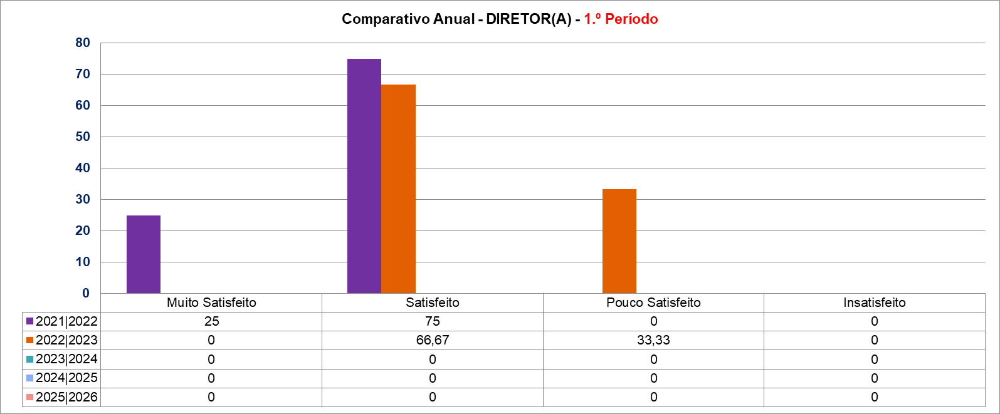 Comparativo Anual - DIRETOR(A) - 1.º Período
80
70
60
50
40
30
20
10
0
Muito Satisfeito Satisfeito Pouco Satisfeito Insatisfeito
2021|2022 25 75 0 0
2022|2023 0 66,67 33,33 0
2023|2024 0 0 0 0
2024|2025 0 0 0 0
2025|2026 0 0 0 0